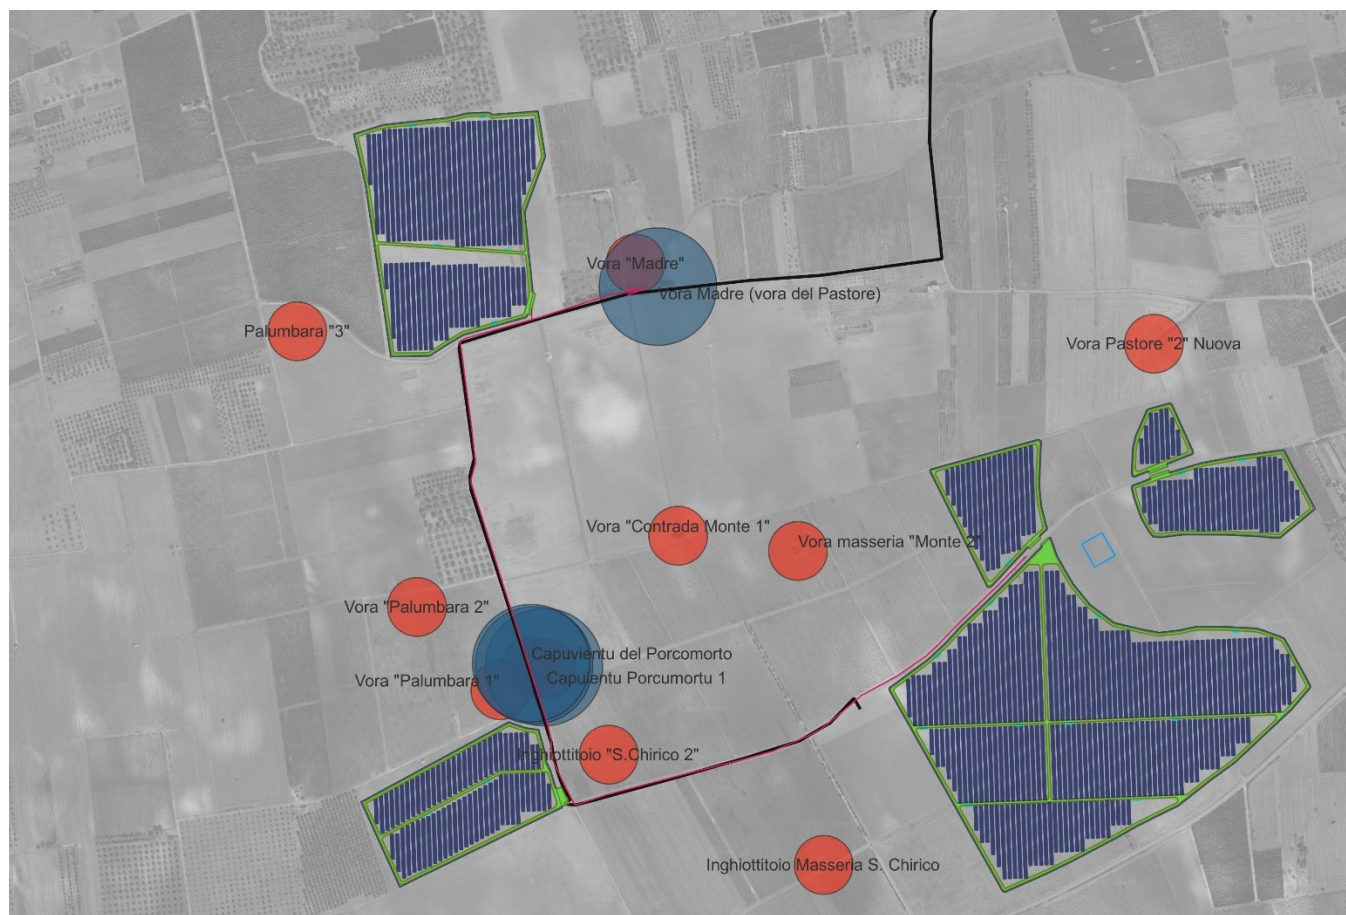 Vora "Madre"
Vora Madre (vora del Pastore)
Palumbara "3"
Vora Pastore "2" Nuova
Vora "Contrada Monte 1"
Vora masseria "Monte 2"
Vora "Palumbara 2"
Capuvientu del Porcomorto
Vora "Palumbara 1"
Capuientu Porcumortu 1
Inghiottitoio "S.Chirico 2"
Inghiottitoio Masseria S. Chirico